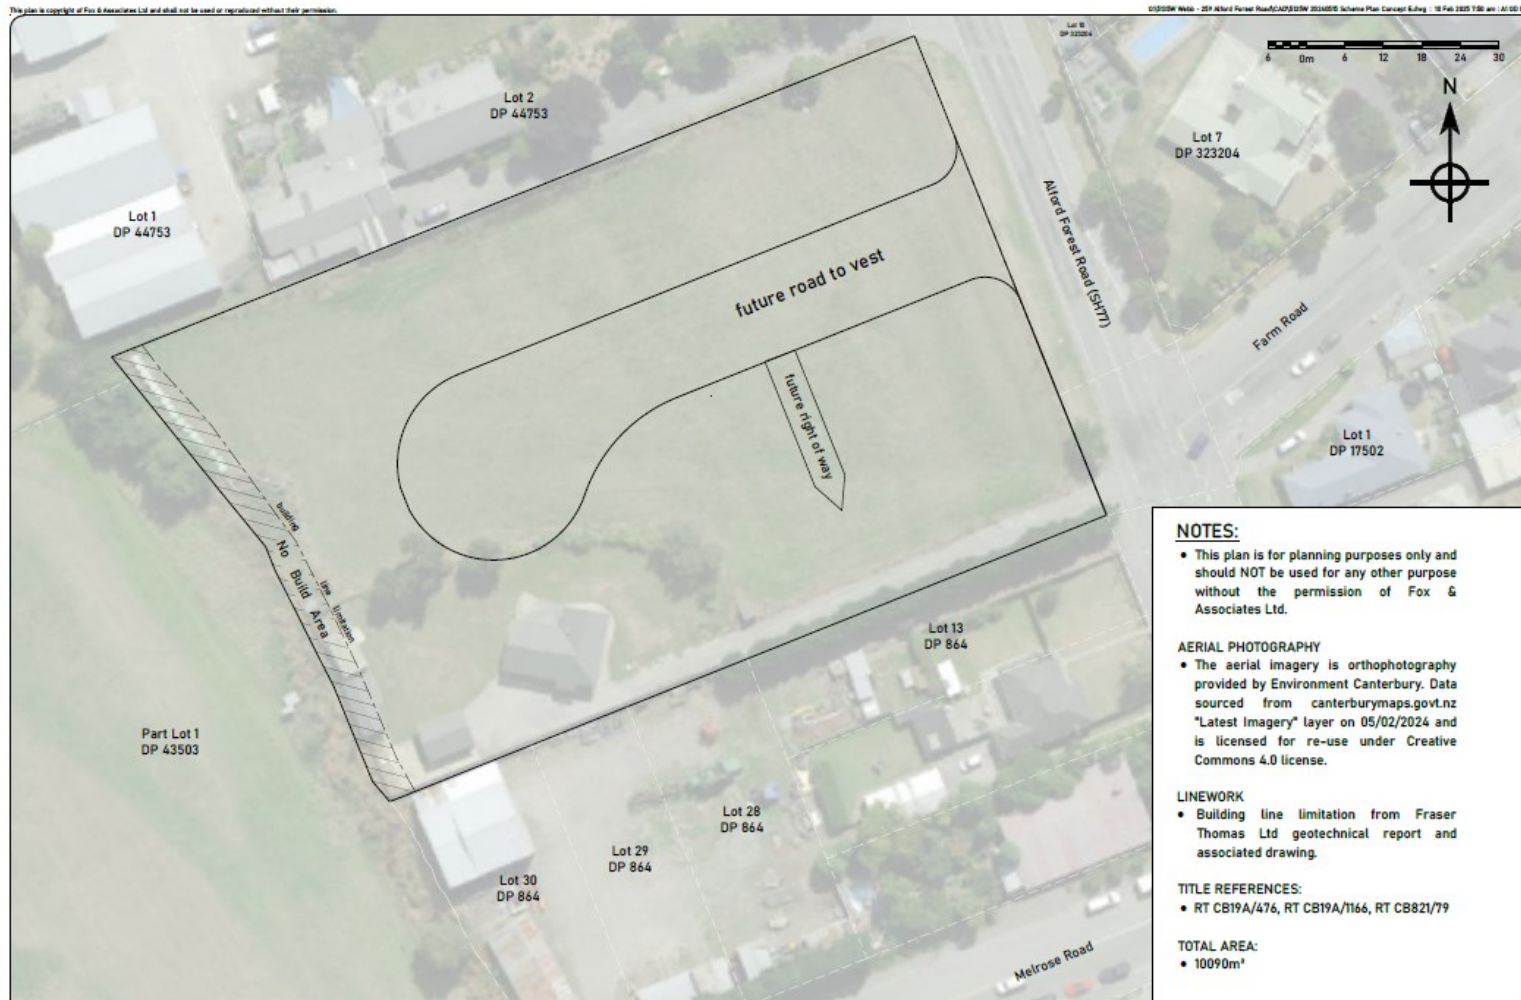 This plan is copyright of Fox & Associates Ltd and shall not be used or reproduced without their permission.
Lot 2
DP 44753
Lot 1
DP 44753
Lot 7
DP 323204
DP 323204
6 0m 6 12 18 24 30
N
Alford Forest Road (SH77)
Farm Road
future road to vest
future right of way
building
line limitation
No Build Area
Lot 1
DP 17502
Lot 13
DP 864
Part Lot 1
DP 43503
Lot 28
DP 864
Lot 29
DP 864
Lot 30
DP 864
Melrose Road
NOTES:
• This plan is for planning purposes only and
should NOT be used for any other purpose
without the permission of Fox &
Associates Ltd.
AERIAL PHOTOGRAPHY
• The aerial imagery is orthophotography
provided by Environment Canterbury. Data
sourced from canterburymaps.govt.nz
"Latest Imagery" layer on 05/02/2024 and
is licensed for re-use under Creative
Commons 4.0 license.
LINEWORK
• Building line limitation from Fraser
Thomas Ltd geotechnical report and
associated drawing.
TITLE REFERENCES:
• RT CB19A/476, RT CB19A/1166, RT CB821/79
TOTAL AREA:
• 10090m²